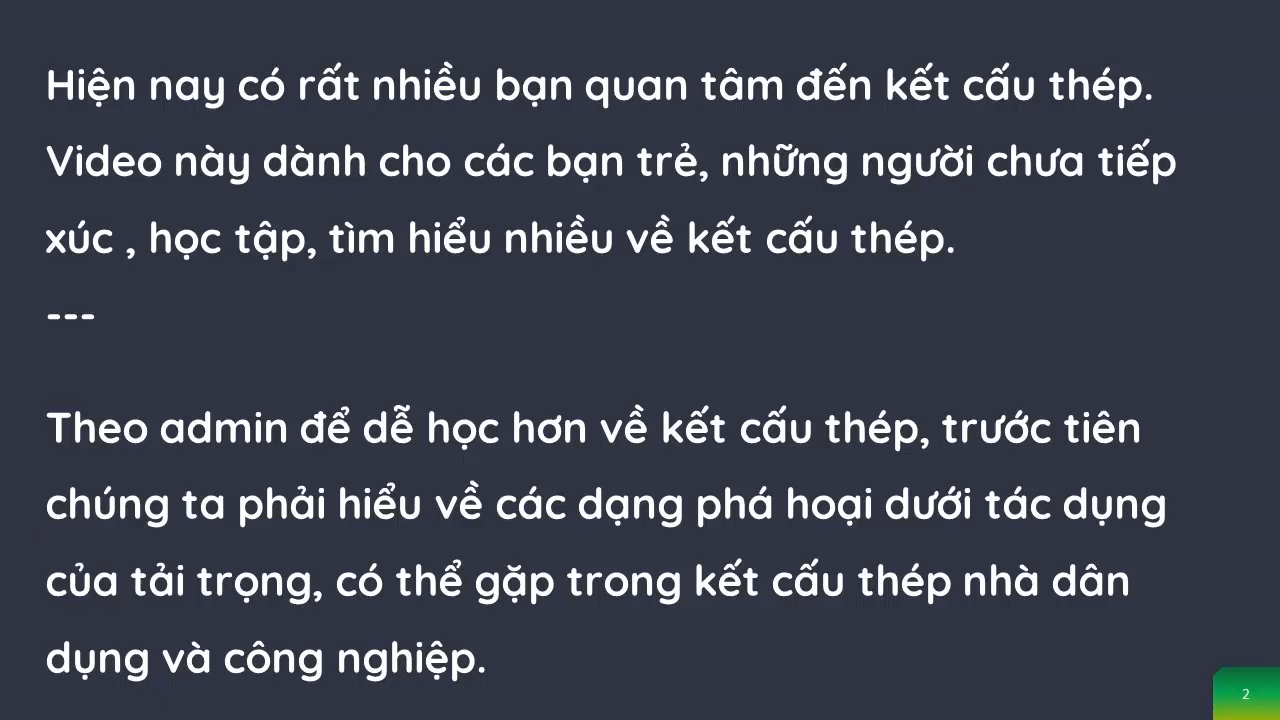 Hiện nay có rất nhiều bạn quan tâm đến kết cấu thép.
Video này dành cho các bạn trẻ, những người chưa tiếp
xúc , học tập, tìm hiểu nhiều về kết cấu thép.
---
Theo admin để dễ học hơn về kết cấu thép, trước tiên
chúng ta phải hiểu về các dạng phá hoại dưới tác dụng
của tải trọng, có thể gặp trong kết cấu thép nhà dân
dụng và công nghiệp.
2